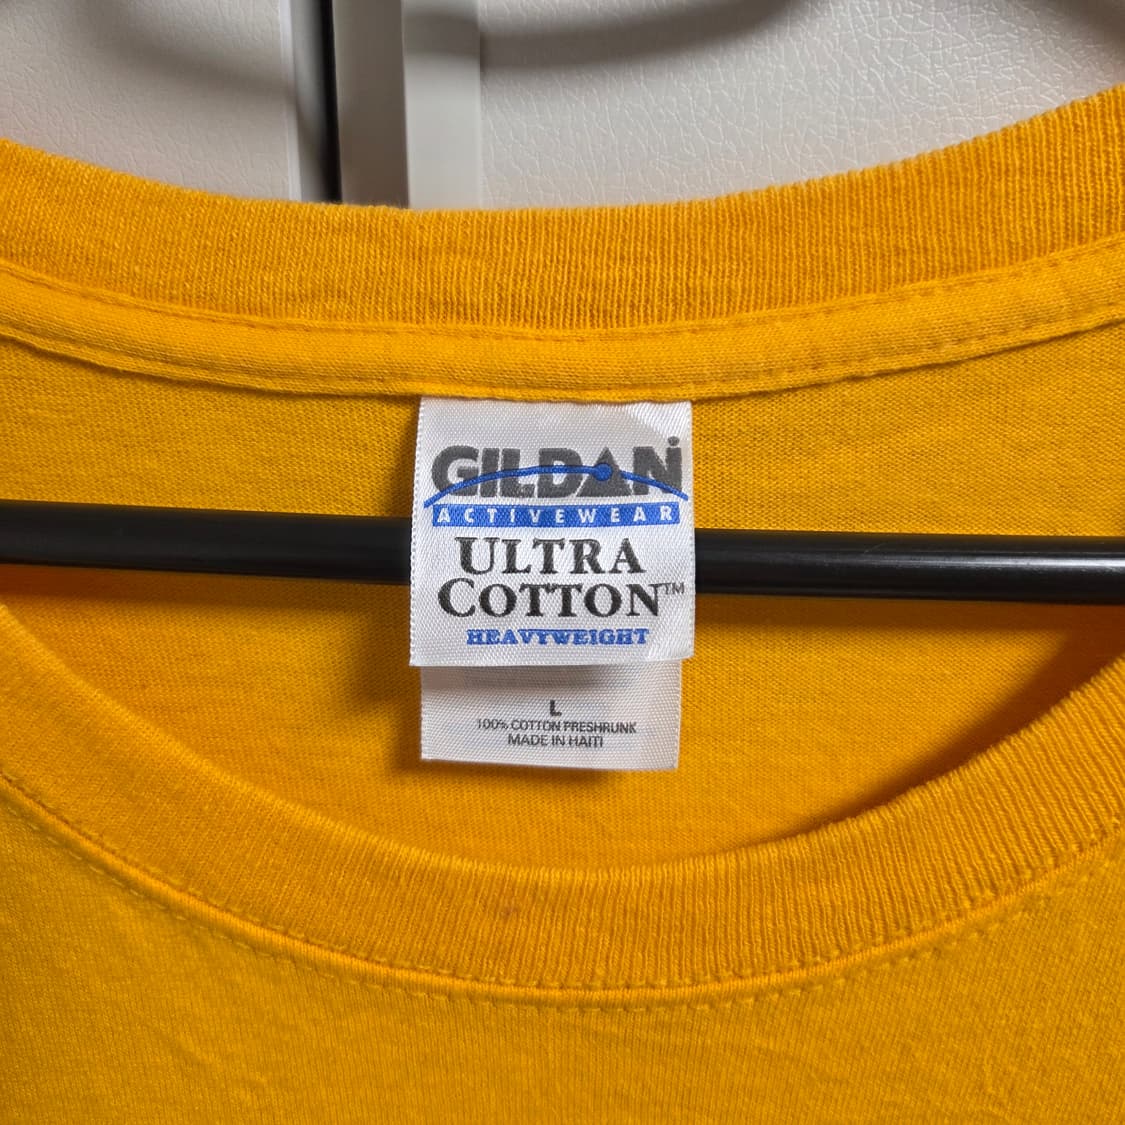 GILDAN
ACTIVEWEAR
ULTRA
COTTON™
HEAVYWEIGHT
L
100% COTTON PRESHRUNK
MADE IN HAITI